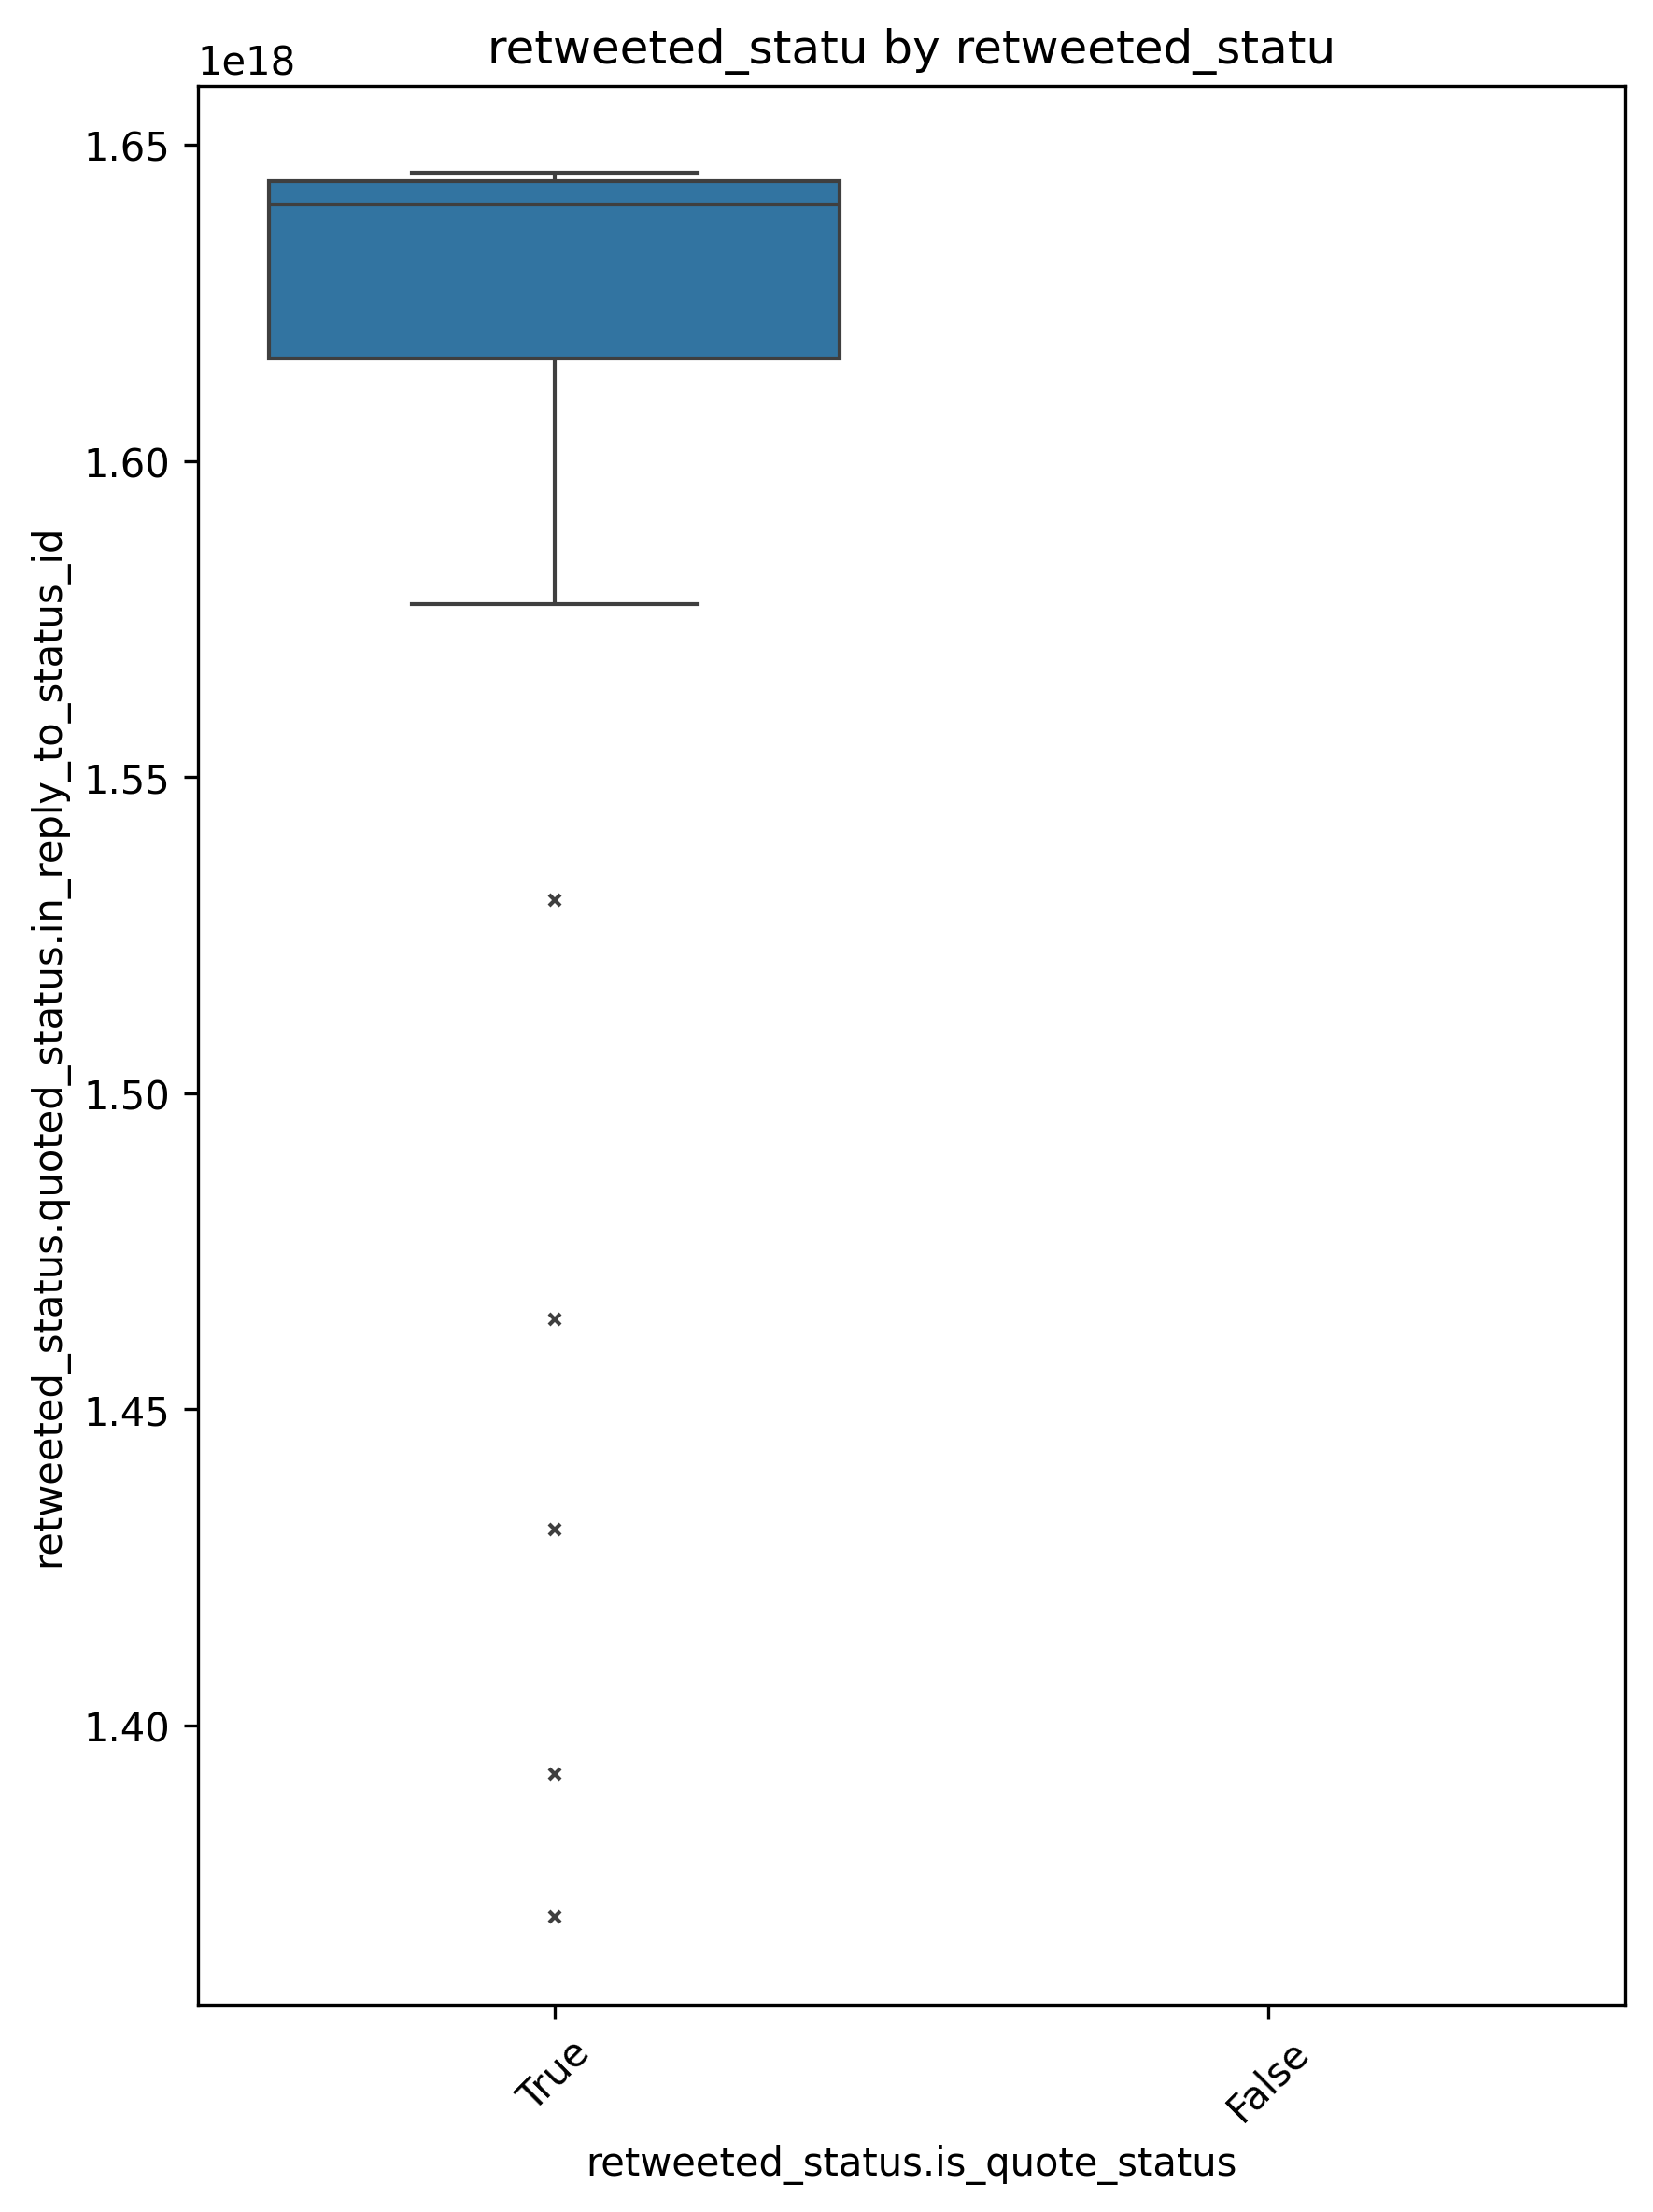 retweeted_statu by retweeted_statu
1e18
1.65
1.60
1.55
1.50
1.45
1.40
retweeted_status.quoted_status.in_reply_to_status_id
True
False
retweeted_status.is_quote_status